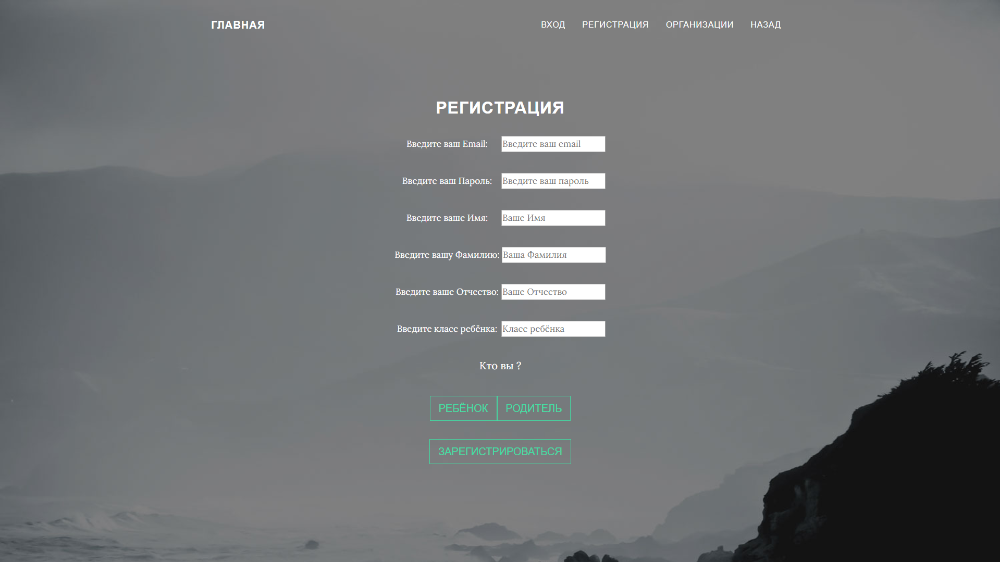 ГЛАВНАЯ
ВХОД РЕГИСТРАЦИЯ ОРГАНИЗАЦИИ НАЗАД
РЕГИСТРАЦИЯ
Введите ваш Email: Введите ваш email
Введите ваш Пароль: Введите ваш пароль
Введите ваше Имя: Ваше Имя
Введите вашу Фамилию: Ваша Фамилия
Введите ваше Отчество: Ваше Отчество
Введите класс ребёнка: Класс ребёнка
Кто вы ?
РЕБЁНОК РОДИТЕЛЬ
ЗАРЕГИСТРИРОВАТЬСЯ